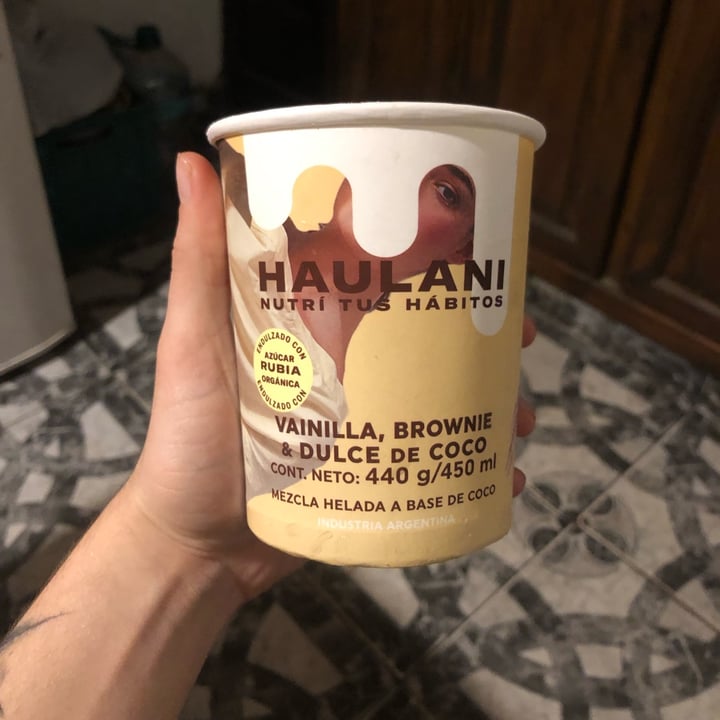 HAULANI
NUTRÍ TUS HÁBITOS
ENDULZADO CON
AZÚCAR
RUBIA
ORGÁNICA
ENDULZADO CON
VAINILLA, BROWNIE
& DULCE DE COCO
CONT. NETO: 440 g/450 ml
MEZCLA HELADA A BASE DE COCO
INDUSTRIA ARGENTINA